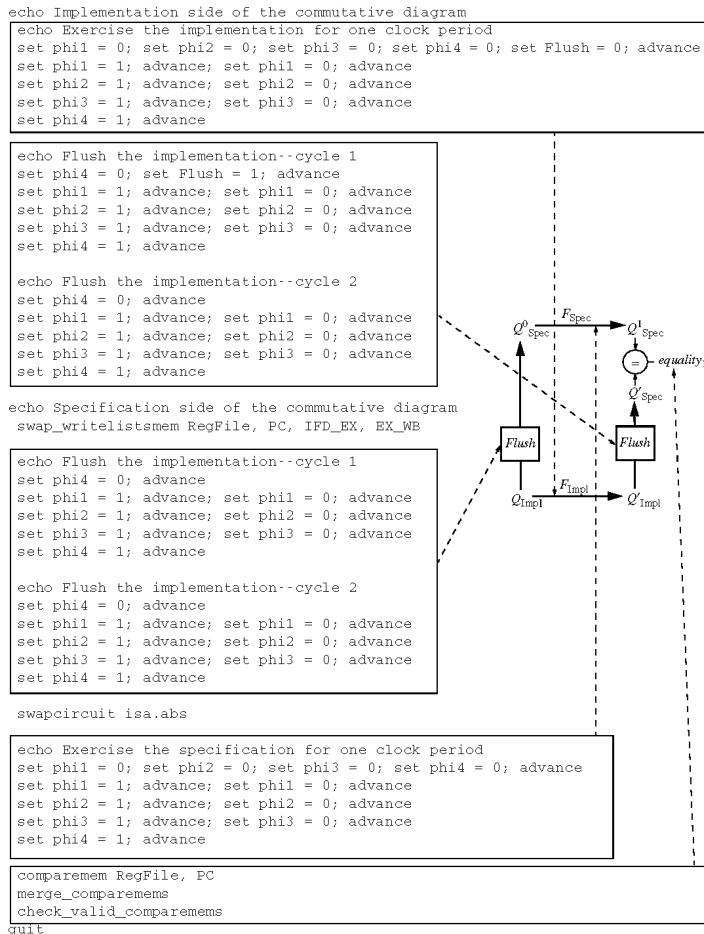 echo Implementation side of the commutative diagram
echo Exercise the implementation for one clock period
set phi1 = 0; set phi2 = 0; set phi3 = 0; set phi4 = 0; set Flush = 0; advance
set phi1 = 1; advance; set phi1 = 0; advance
set phi2 = 1; advance; set phi2 = 0; advance
set phi3 = 1; advance; set phi3 = 0; advance
set phi4 = 1; advance
echo Flush the implementation--cycle 1
set phi4 = 0; set Flush = 1; advance
set phi1 = 1; advance; set phi1 = 0; advance
set phi2 = 1; advance; set phi2 = 0; advance
set phi3 = 1; advance; set phi3 = 0; advance
set phi4 = 1; advance
echo Flush the implementation--cycle 2
set phi4 = 0; advance
set phi1 = 1; advance; set phi1 = 0; advance
set phi2 = 1; advance; set phi2 = 0; advance
set phi3 = 1; advance; set phi3 = 0; advance
set phi4 = 1; advance
echo Specification side of the commutative diagram
swap_writelistsmem RegFile, PC, IFD_EX, EX_WB
echo Flush the implementation--cycle 1
set phi4 = 0; advance
set phi1 = 1; advance; set phi1 = 0; advance
set phi2 = 1; advance; set phi2 = 0; advance
set phi3 = 1; advance; set phi3 = 0; advance
set phi4 = 1; advance
echo Flush the implementation--cycle 2
set phi4 = 0; advance
set phi1 = 1; advance; set phi1 = 0; advance
set phi2 = 1; advance; set phi2 = 0; advance
set phi3 = 1; advance; set phi3 = 0; advance
set phi4 = 1; advance
swapcircuit isa.abs
echo Exercise the specification for one clock period
set phi1 = 0; set phi2 = 0; set phi3 = 0; set phi4 = 0; advance
set phi1 = 1; advance; set phi1 = 0; advance
set phi2 = 1; advance; set phi2 = 0; advance
set phi3 = 1; advance; set phi3 = 0; advance
set phi4 = 1; advance
comparemem RegFile, PC
merge_comparemems
check_valid_comparemems
quit
F Spec
Q⁰ Spec
Q¹ Spec
= equality
Q′ Spec
Flush
Flush
F Impl
Q Impl
Q′ Impl